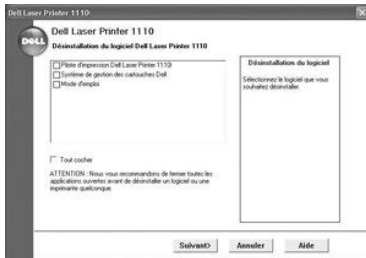 Dell Laser Printer 1110
DELL
Dell Laser Printer 1110
Désinstallation du logiciel Dell Laser Printer 1110
Pilote d'impression Dell Laser Printer 1110
Système de gestion des cartouches Dell
Mode d'emploi
Tout cocher
ATTENTION : Nous vous recommandons de fermer toutes les
applications ouvertes avant de désinstaller un logiciel ou une
imprimante quelconque.
Désinstallation du logiciel
Sélectionnez le logiciel que vous
souhaitez désinstaller.
Suivant>
Annuler
Aide